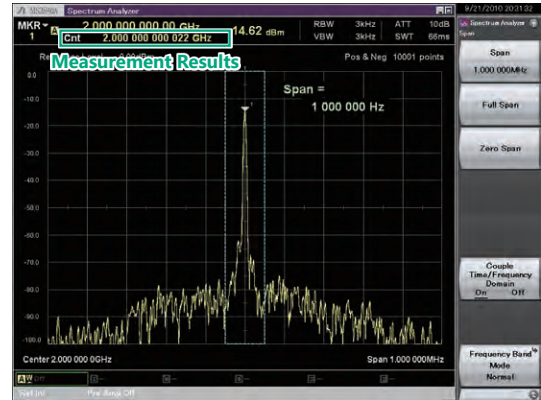 Spectrum Analyzer
9/21/2010 20:31:32
MKR 1
2.000 000 000 00 GHz
Cnt 2.000 000 000 022 GHz
14.62 dBm
RBW 3kHz
VBW 3kHz
ATT 10dB
SWT 66ms
Measurement Results
Pos & Neg 10001 points
Span =
1 000 000 Hz
0.0
-10.0
-20.0
-30.0
-40.0
-60.0
-70.0
-90.0
-100.0
Center 2.000 000 0GHz
Span 1.000 000MHz
Pre-Amp Off
Spectrum Analyzer
Span
Span
1.000 000MHz
Full Span
Zero Span
Couple
Time/Frequency
Domain
On Off
Frequency Band
Mode
Normal